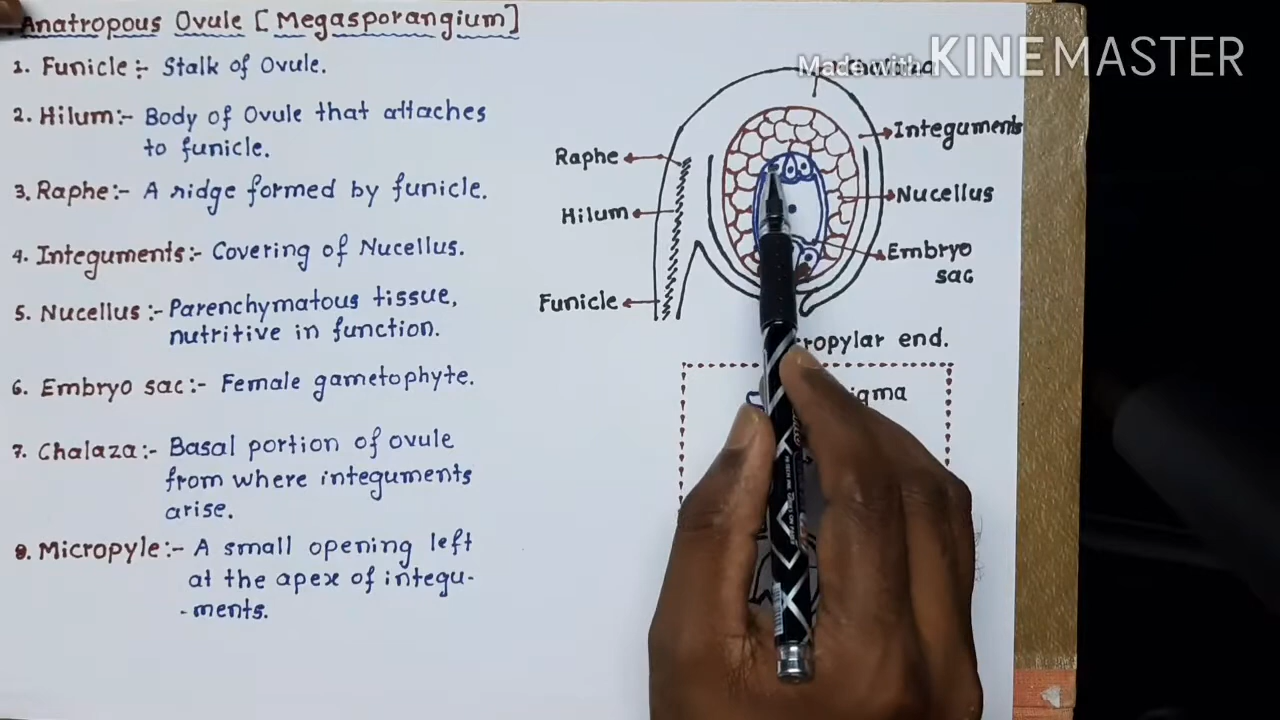 Anatropous Ovule [Megasporangium]
1. Funicle:- Stalk of Ovule.
2. Hilum:- Body of Ovule that attaches
to funicle.
3. Raphe:- A ridge formed by funicle.
4. Integuments:- Covering of Nucellus.
5. Nucellus:- Parenchymatous tissue,
nutritive in function.
6. Embryo sac:- Female gametophyte.
7. Chalaza:- Basal portion of ovule
from where integuments
arise.
8. Micropyle:- A small opening left
at the apex of integu-
-ments.
Made with KINEMASTER
Integuments
Raphe
Nucellus
Hilum
Embryo
sac
Funicle
ropylar end.
igma